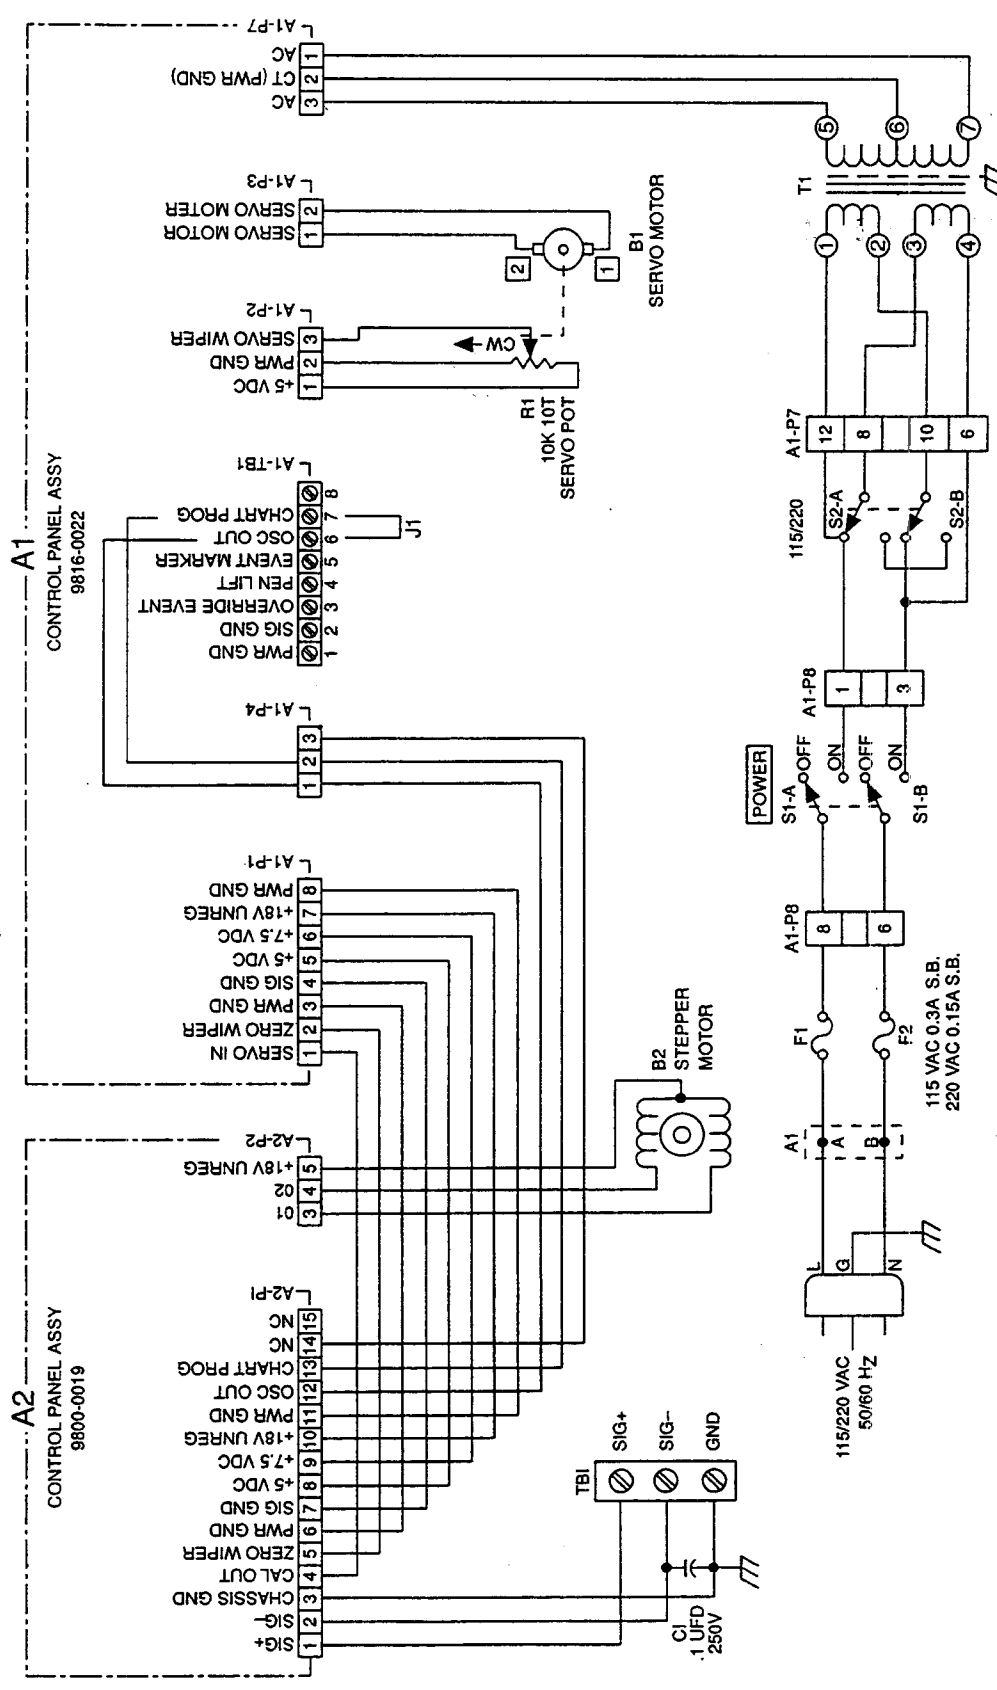 A2
CONTROL PANEL ASSY
9800-0019
A2-PI
SIG+ 1
SIG– 2
CHASSIS GND 3
CAL OUT 4
ZERO WIPER 5
PWR GND 6
SIG GND 7
+5 VDC 8
+7.5 VDC 9
+18V UNREG 10
PWR GND 11
OSC OUT 12
CHART PROG 13
NC 14
NC 15
A2-P2
01 3
02 4
+18V UNREG 5
A1
CONTROL PANEL ASSY
9816-0022
A1-P1
SERVO IN 1
ZERO WIPER 2
PWR GND 3
SIG GND 4
+5 VDC 5
+7.5 VDC 6
+18V UNREG 7
PWR GND 8
A1-P4
1
2
3
A1-TB1
PWR GND 1
SIG GND 2
OVERRIDE EVENT 3
PEN LIFT 4
EVENT MARKER 5
OSC OUT 6
CHART PROG 7
8
J1
A1-P2
+5 VDC 1
PWR GND 2
SERVO WIPER 3
CW
R1
10K 10T
SERVO POT
A1-P3
SERVO MOTOR 1
SERVO MOTER 2
2
1
B1
SERVO MOTOR
A1-P7
AC 3
CT (PWR GND) 2
AC 1
TBI
SIG+
SIG–
GND
CI
.1 UFD
250V
B2
STEPPER
MOTOR
115/220 VAC
50/60 HZ
L
G
N
A1
A
B
F1
F2
115 VAC 0.3A S.B.
220 VAC 0.15A S.B.
A1-P8
8
6
POWER
S1-A
OFF
ON
OFF
ON
S1-B
A1-P8
1
3
115/220
S2-A
S2-B
A1-P7
12
8
10
6
T1
1
2
3
4
5
6
7